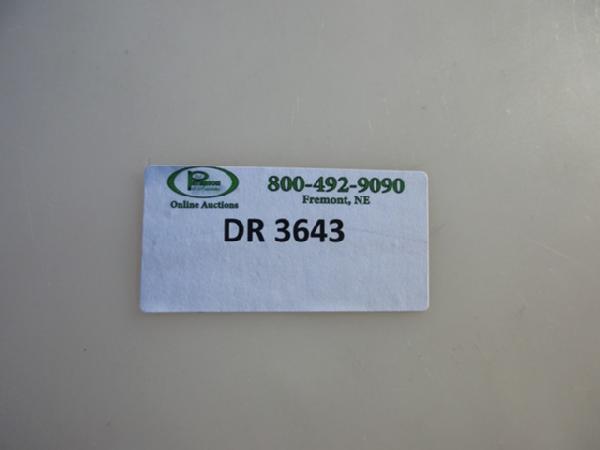 Online Auctions
800-492-9090
Fremont, NE
DR 3643